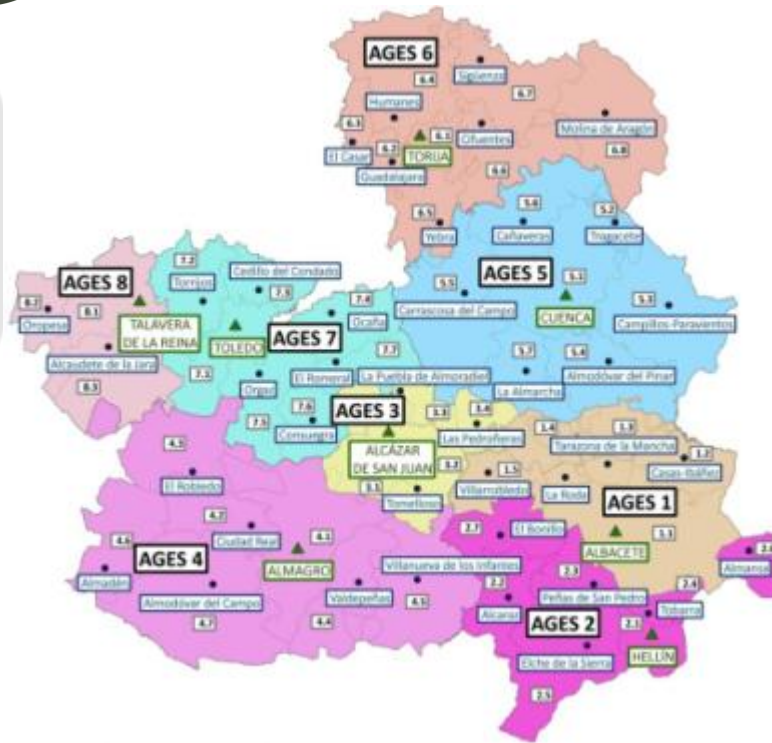 AGES 6
6.4
Sigüenza
6.7
Humanes
6.3
6.1
Cifuentes
Molina de Aragón
El Casar
6.2
TORIJA
6.8
Guadalajara
6.6
6.5
Yebra
5.6
5.2
Cañaveras
Tragacete
AGES 5
5.1
5.5
Carrascosa del Campo
CUENCA
5.3
Campillos-Paravientos
5.7
5.4
La Almarcha
Almodóvar del Pinar
AGES 8
8.2
8.1
Oropesa
TALAVERA
DE LA REINA
Alcaudete de la Jara
8.3
7.2
Torrijos
Cedillo del Condado
7.3
7.4
Ocaña
TOLEDO
AGES 7
7.7
7.1
Orgaz
El Romeral
La Puebla de Almoradiel
7.6
7.5
Consuegra
AGES 3
3.3
3.4
Las Pedroñeras
ALCÁZAR
DE SAN JUAN
3.2
3.1
Tomelloso
1.4
1.3
Tarazona de la Mancha
1.2
Casas-Ibáñez
1.5
Villarrobledo
La Roda
AGES 1
ALBACETE
1.1
4.3
El Robledo
4.2
Ciudad Real
4.6
AGES 4
4.1
ALMAGRO
Almadén
Almodóvar del Campo
Villanueva de los Infantes
Valdepeñas
4.5
4.7
4.4
2.7
El Bonillo
2.3
2.2
Peñas de San Pedro
2.4
Almansa
Alcaraz
Tobarra
AGES 2
2.1
Elche de la Sierra
HELLÍN
2.5